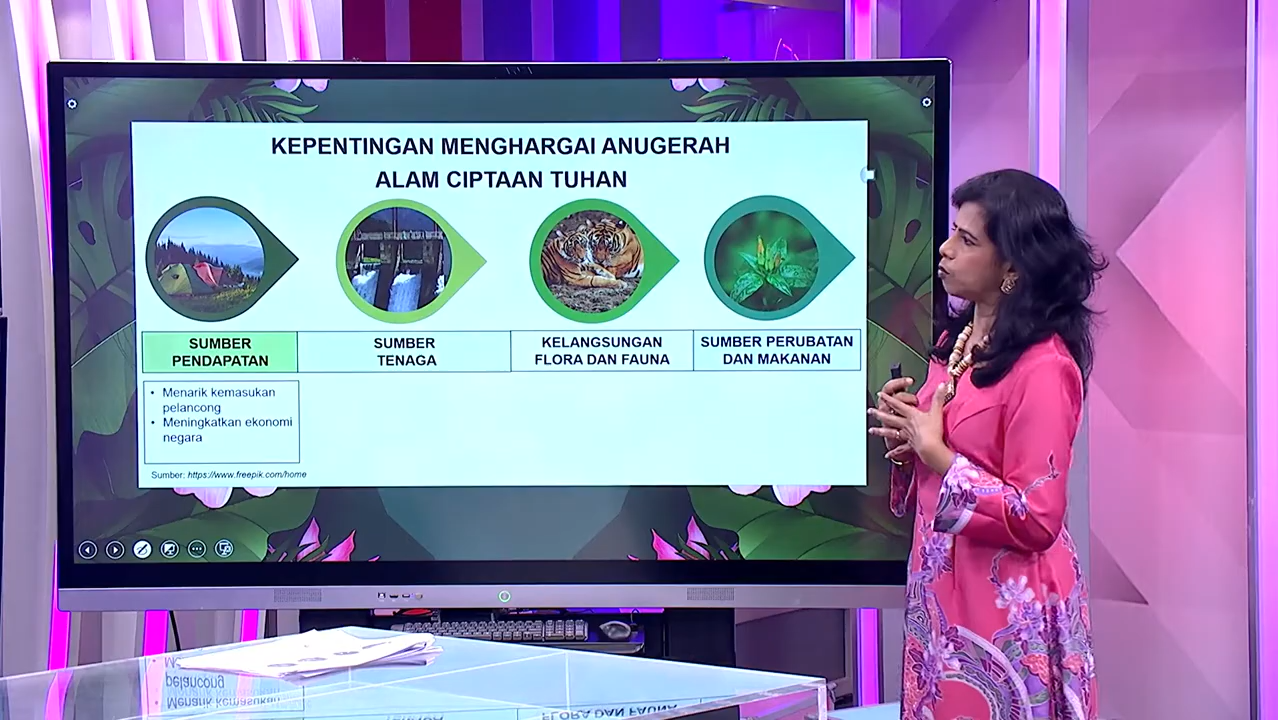 KEPENTINGAN MENGHARGAI ANUGERAH
ALAM CIPTAAN TUHAN
SUMBER
PENDAPATAN
SUMBER
TENAGA
KELANGSUNGAN
FLORA DAN FAUNA
SUMBER PERUBATAN
DAN MAKANAN
• Menarik kemasukan
pelancong
• Meningkatkan ekonomi
negara
Sumber: https://www.freepik.com/home